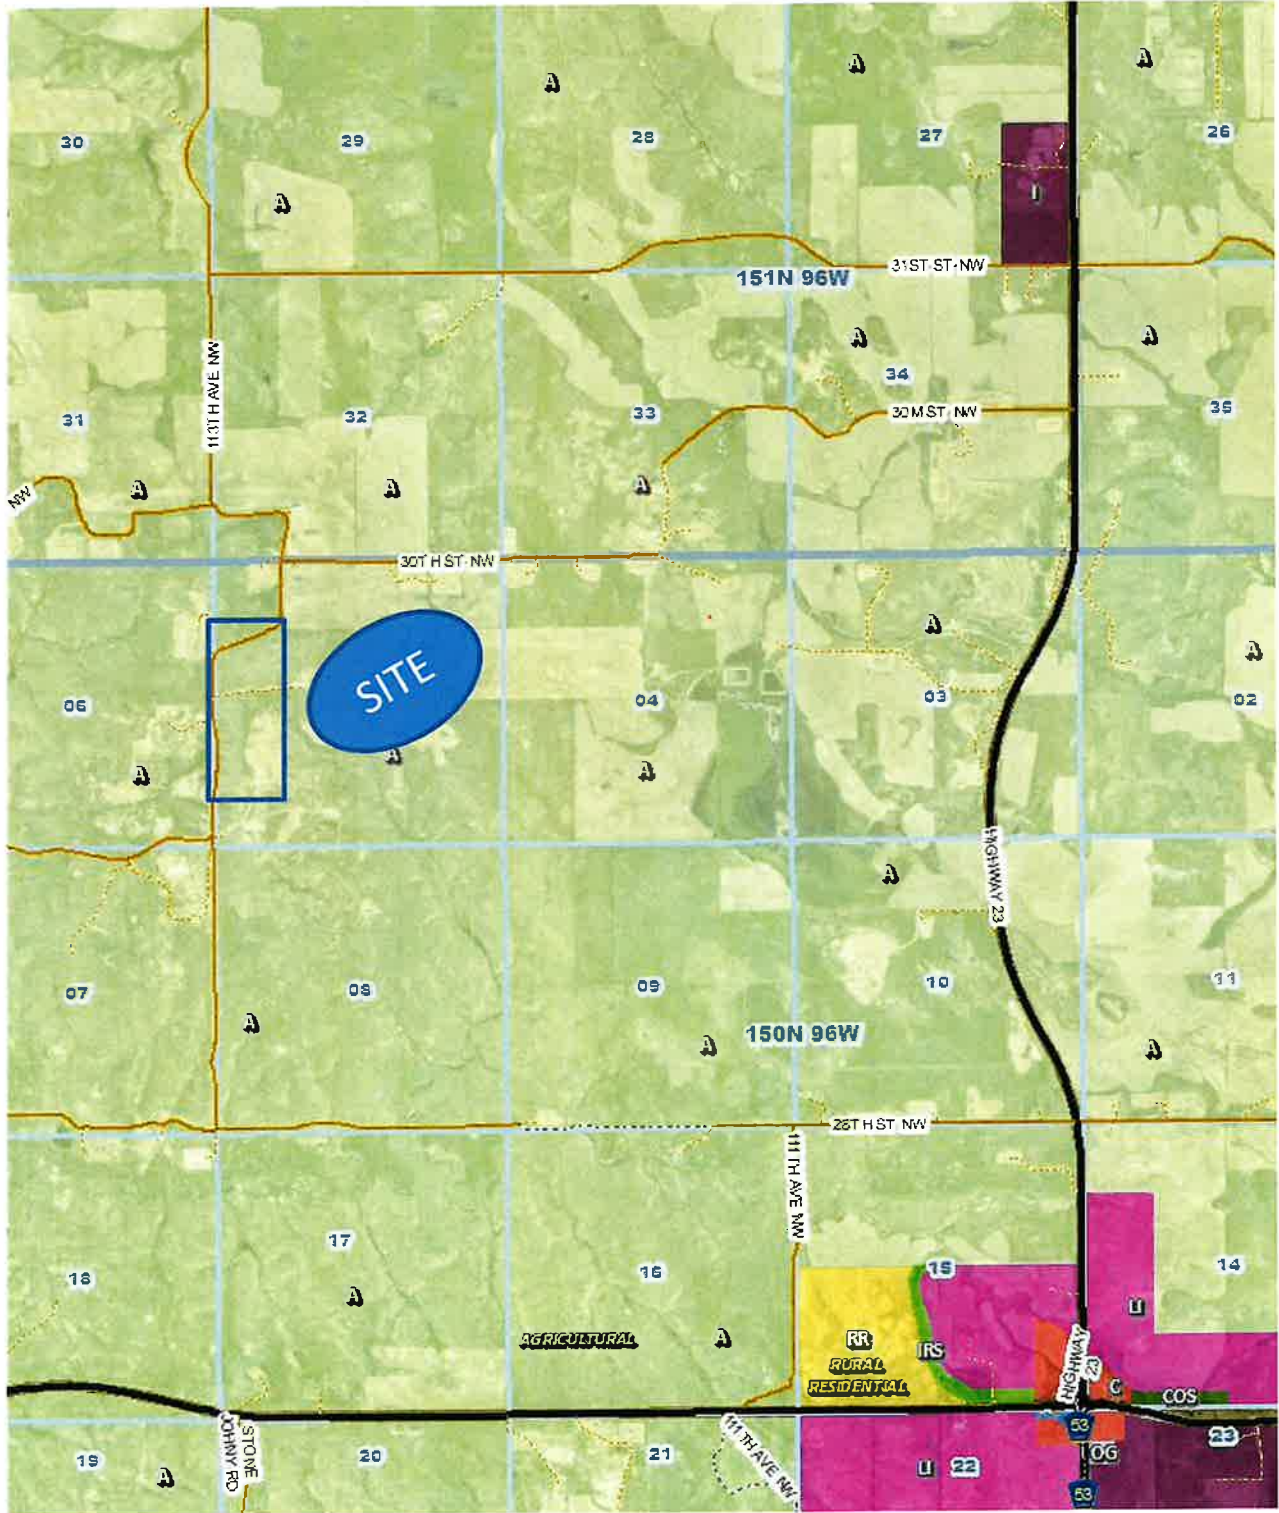 A
A
A
30
29
28
27
26
A
I
31ST ST NW
151N 96W
A
A
113TH AVE NW
34
31
32
33
30M ST NW
35
NW
A
A
A
30TH ST NW
A
A
SITE
06
04
03
02
A
A
A
HIGHWAY 23
A
07
08
09
10
11
A
A
150N 96W
A
28TH ST NW
111TH AVE NW
17
18
16
15
14
A
LI
AGRICULTURAL
A
RR
RURAL
RESIDENTIAL
IRS
HIGHWAY
23
C
COS
JOHNY RD
STONE
111TH AVE NW
53
OG
19
A
20
21
LI
22
23
53